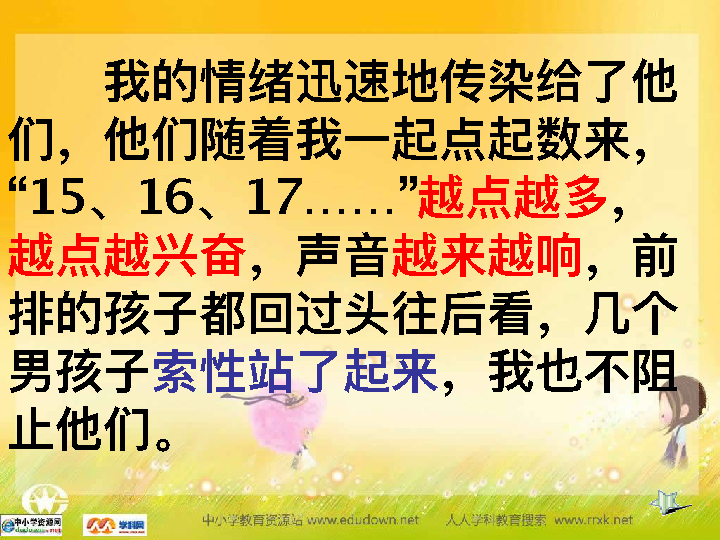 我的情绪迅速地传染给了他
们，他们随着我一起点起数来，
“15、16、17……”越点越多，
越点越兴奋，声音越来越响，前
排的孩子都回过头往后看，几个
男孩子索性站了起来，我也不阻
止他们。
中小学资源网 学科网 中小学教育资源站 www.edudown.net 人人学科教育搜索 www.rrxk.net